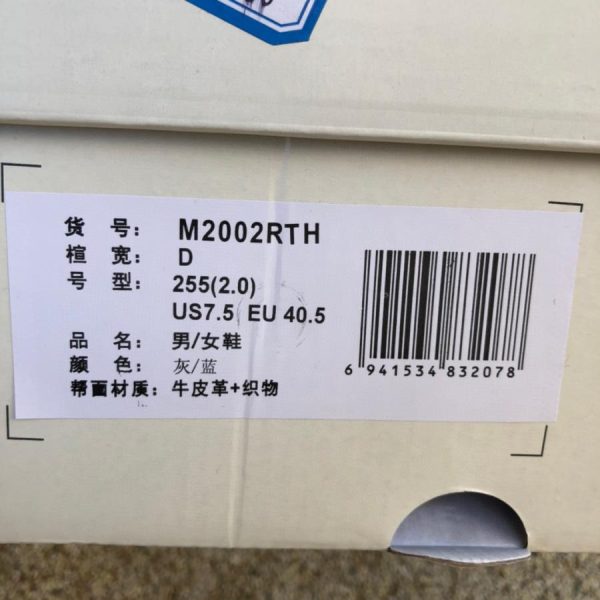 货 号： M2002RTH
楦 宽： D
号 型： 255(2.0)
US7.5 EU 40.5
品 名： 男/女鞋
颜 色： 灰/蓝
帮面材质： 牛皮革+织物
6 941534 832078